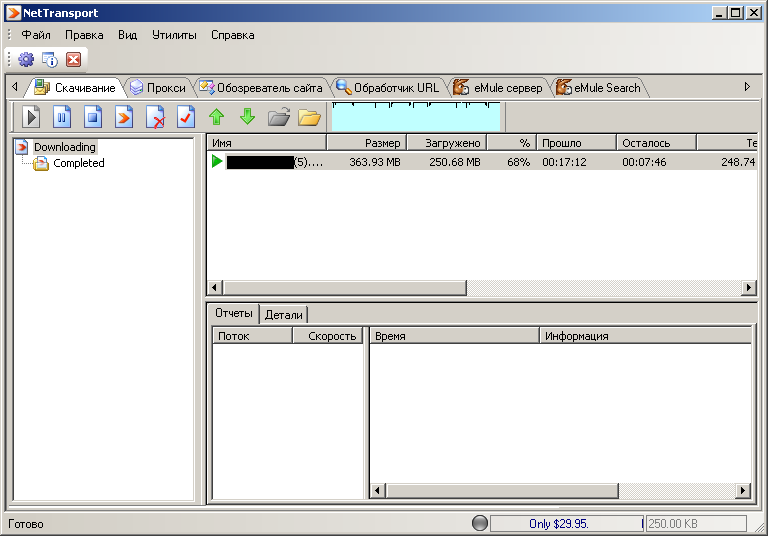 NetTransport
Файл Правка Вид Утилиты Справка
Скачивание Прокси Обозреватель сайта Обработчик URL eMule сервер eMule Search
Downloading
Completed
Имя Размер Загружено % Прошло Осталось Те
(5).... 363.93 MB 250.68 MB 68% 00:17:12 00:07:46 248.74
Отчеты Детали
Поток Скорость Время Информация
Готово Only $29.95. 250.00 KB